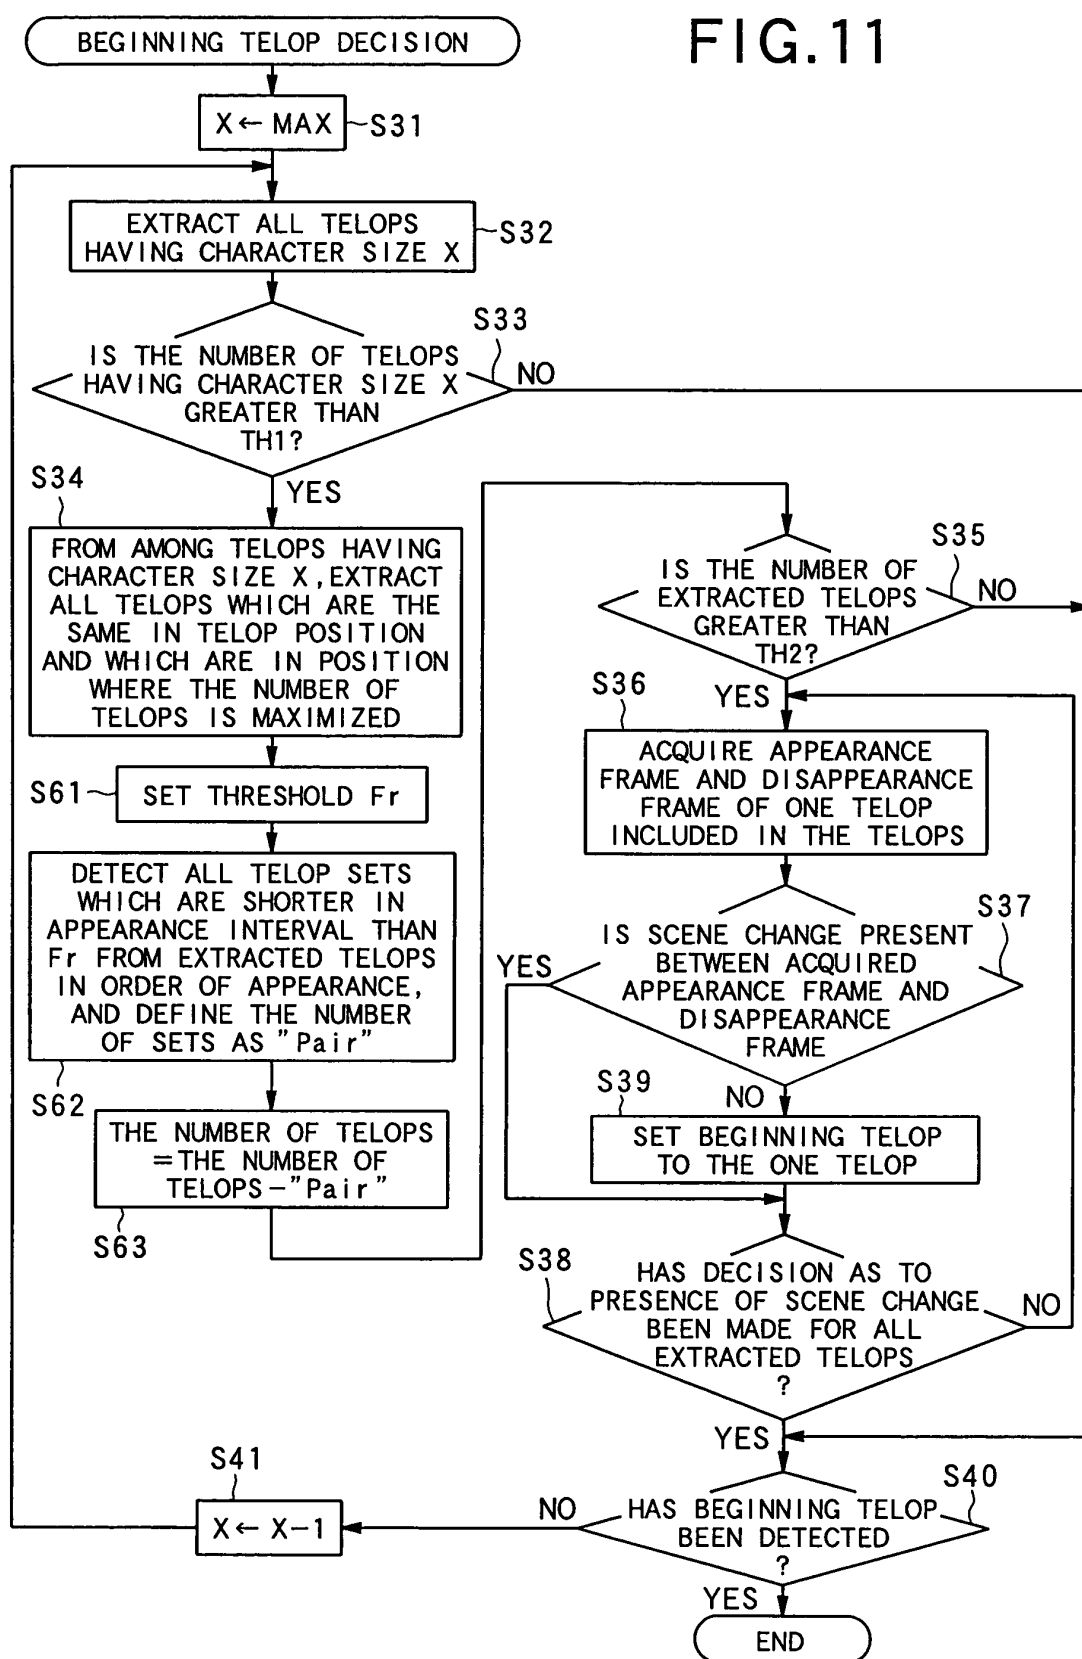 FIG.11
BEGINNING TELOP DECISION
X←MAX
S31
EXTRACT ALL TELOPS
HAVING CHARACTER SIZE X
S32
S33
IS THE NUMBER OF TELOPS
HAVING CHARACTER SIZE X
GREATER THAN
TH1?
NO
YES
S34
FROM AMONG TELOPS HAVING
CHARACTER SIZE X, EXTRACT
ALL TELOPS WHICH ARE THE
SAME IN TELOP POSITION
AND WHICH ARE IN POSITION
WHERE THE NUMBER OF
TELOPS IS MAXIMIZED
S61
SET THRESHOLD Fr
DETECT ALL TELOP SETS
WHICH ARE SHORTER IN
APPEARANCE INTERVAL THAN
Fr FROM EXTRACTED TELOPS
IN ORDER OF APPEARANCE,
AND DEFINE THE NUMBER
OF SETS AS "Pair"
S62
THE NUMBER OF TELOPS
=THE NUMBER OF
TELOPS-"Pair"
S63
S35
IS THE NUMBER OF
EXTRACTED TELOPS
GREATER THAN
TH2?
NO
YES
S36
ACQUIRE APPEARANCE
FRAME AND DISAPPEARANCE
FRAME OF ONE TELOP
INCLUDED IN THE TELOPS
S37
IS SCENE CHANGE PRESENT
BETWEEN ACQUIRED
APPEARANCE FRAME AND
DISAPPEARANCE
FRAME
YES
NO
S39
SET BEGINNING TELOP
TO THE ONE TELOP
S38
HAS DECISION AS TO
PRESENCE OF SCENE CHANGE
BEEN MADE FOR ALL
EXTRACTED TELOPS
?
NO
YES
S40
HAS BEGINNING TELOP
BEEN DETECTED
?
NO
YES
S41
X←X-1
END